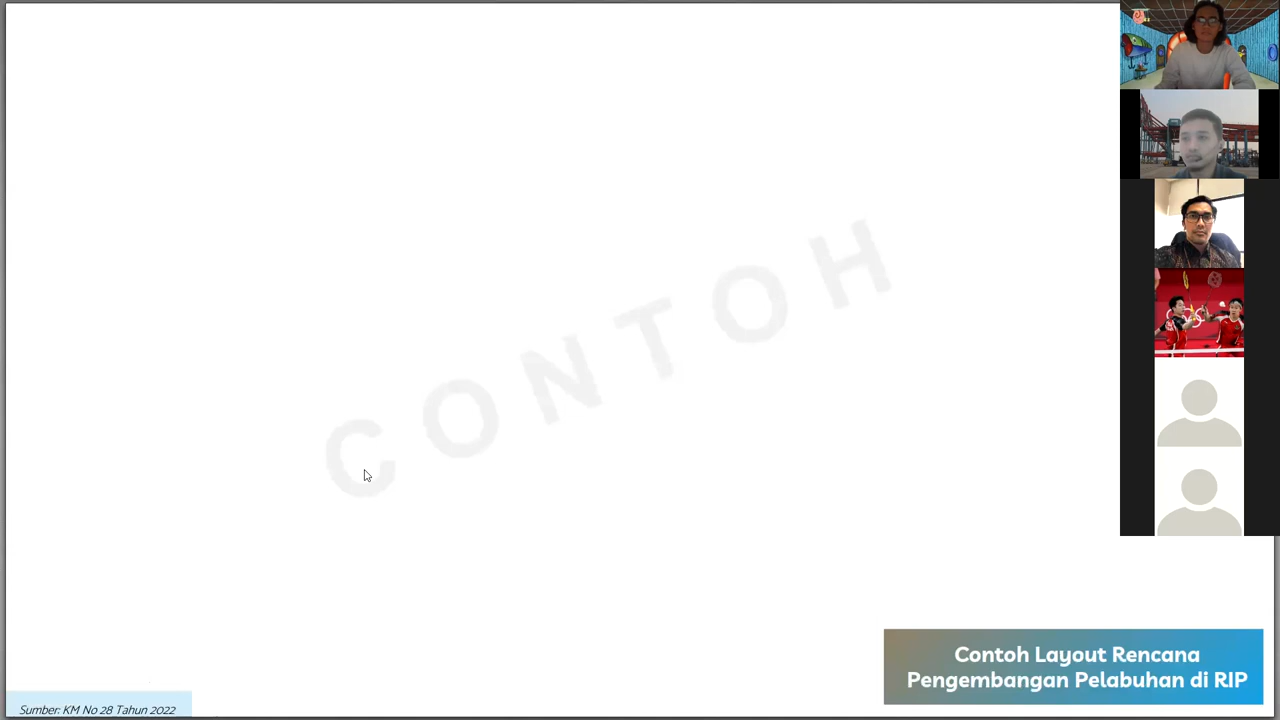 CONTOH
Contoh Layout Rencana
Pengembangan Pelabuhan di RIP
Sumber: KM No 28 Tahun 2022